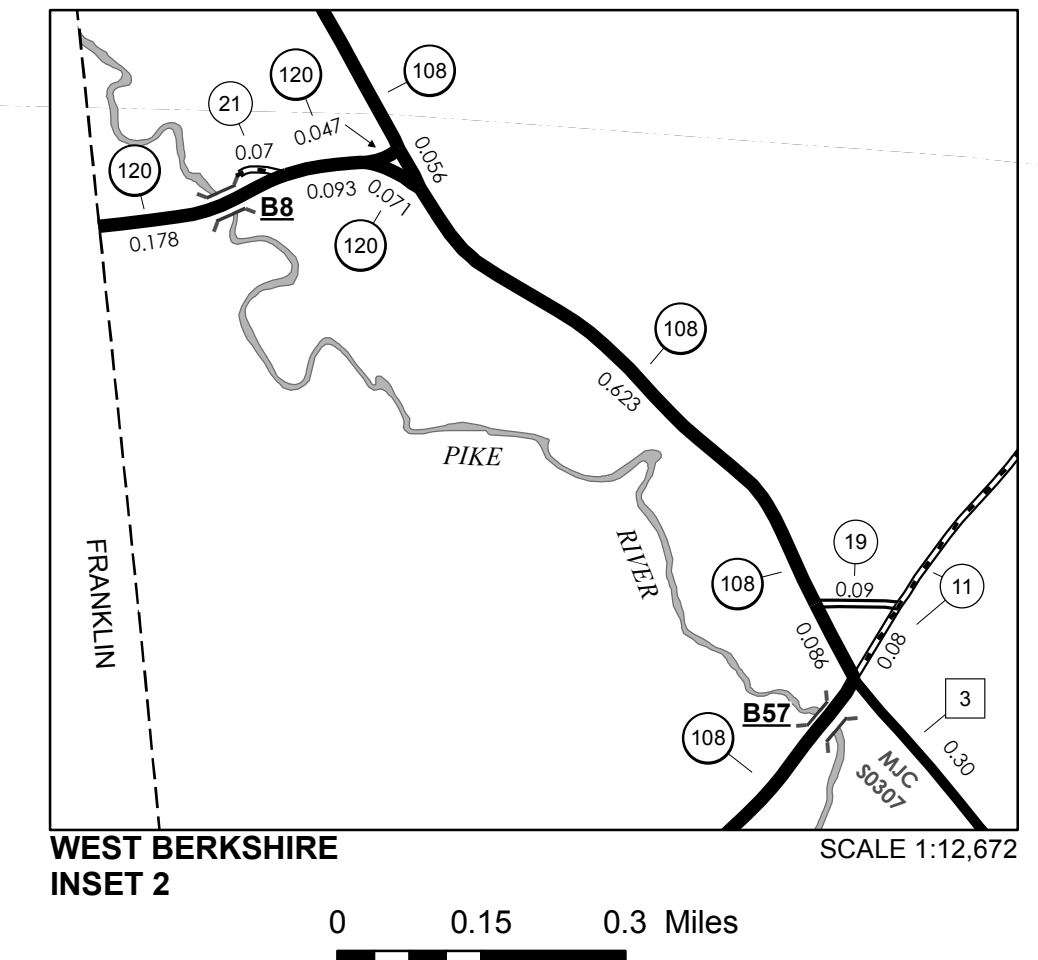 120
108
21
0.047
0.07
0.056
120
0.093
0.071
B8
120
0.178
108
0.623
PIKE
RIVER
FRANKLIN
19
108
0.09
11
0.086
0.08
3
B57
108
0.30
MJC
S0307
WEST BERKSHIRE
INSET 2
SCALE 1:12,672
0 0.15 0.3 Miles